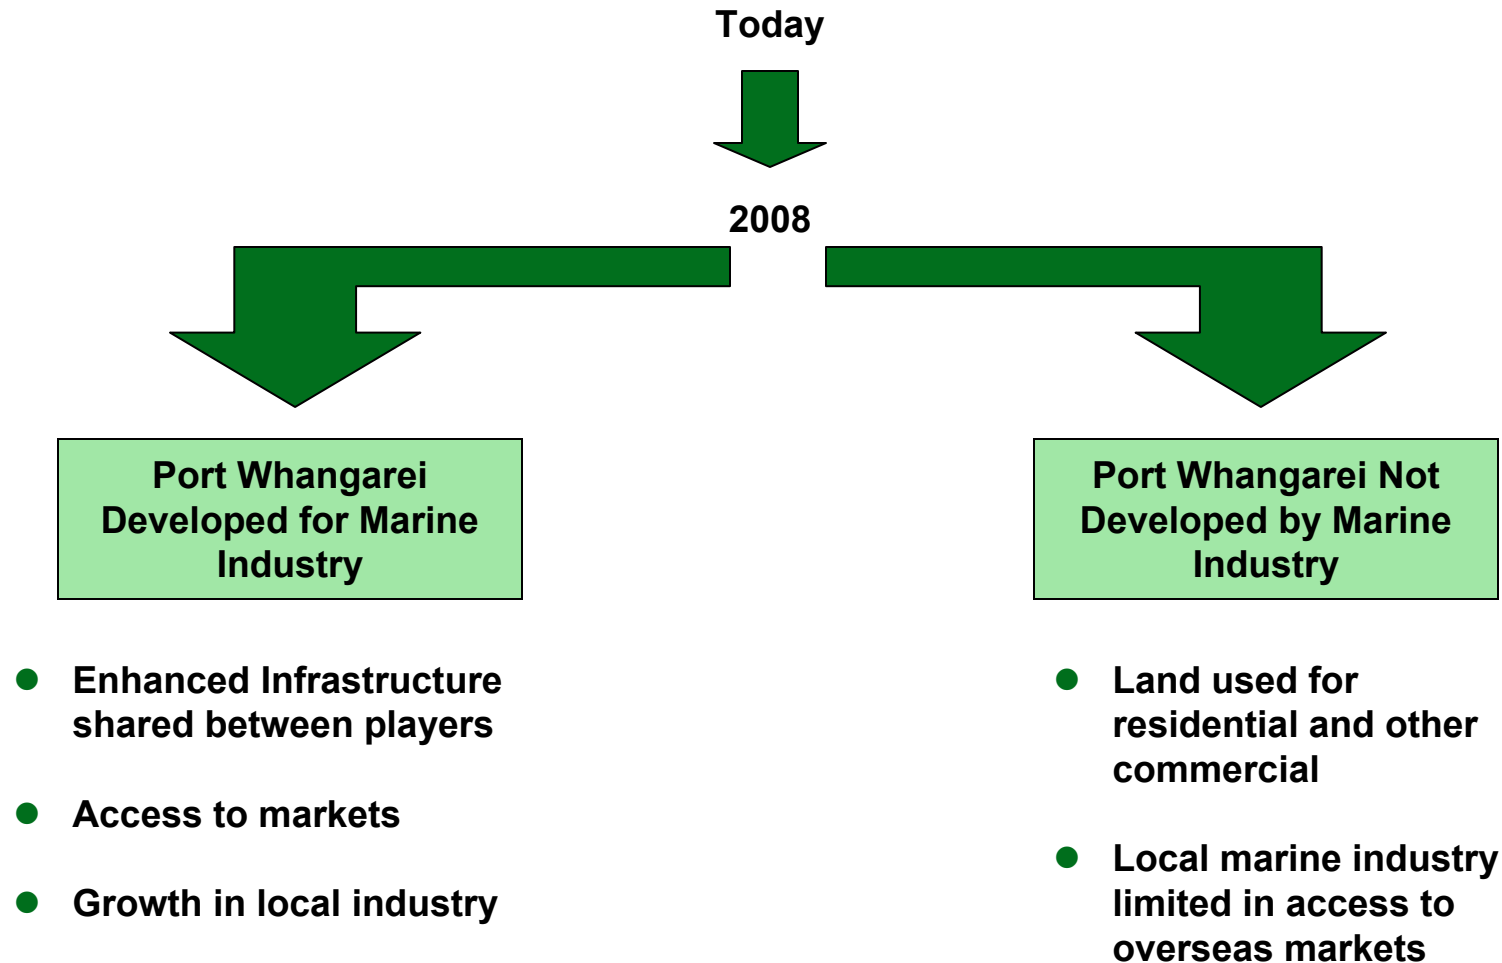 Today
2008
Port Whangarei
Developed for Marine
Industry
Enhanced Infrastructure
shared between players
Access to markets
Growth in local industry
Port Whangarei Not
Developed by Marine
Industry
Land used for
residential and other
commercial
Local marine industry
limited in access to
overseas markets